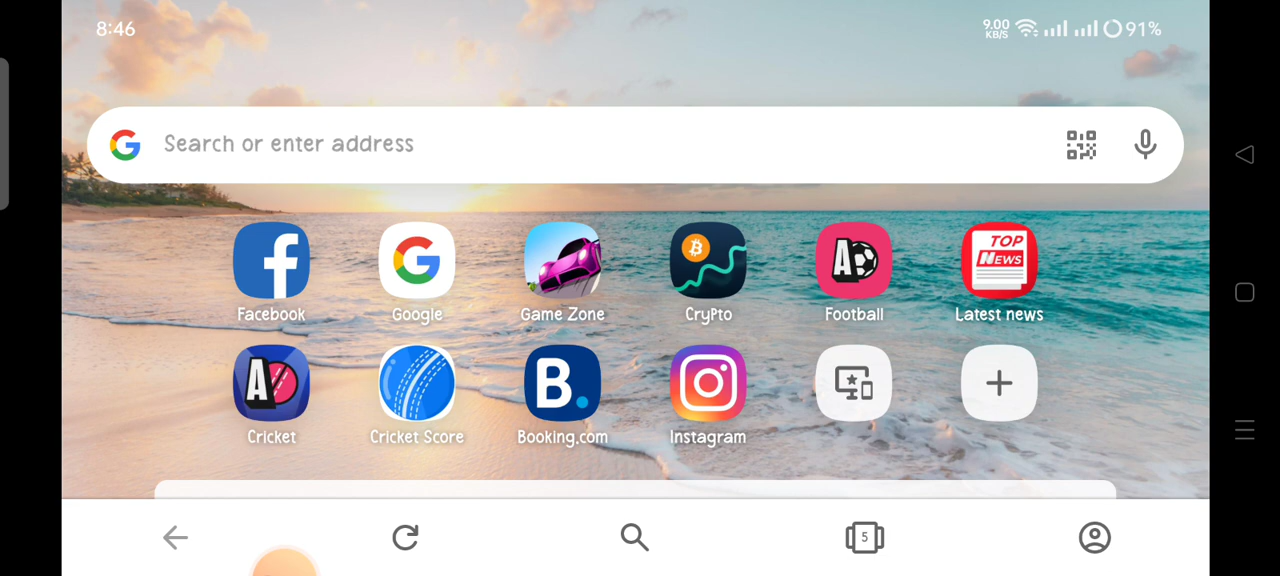 8:46
9.00 KB/S
91%
Search or enter address
TOP
NEWS
Facebook
Google
Game Zone
CryPto
Football
Latest news
Cricket
Cricket Score
B.
Booking.com
Instagram
5